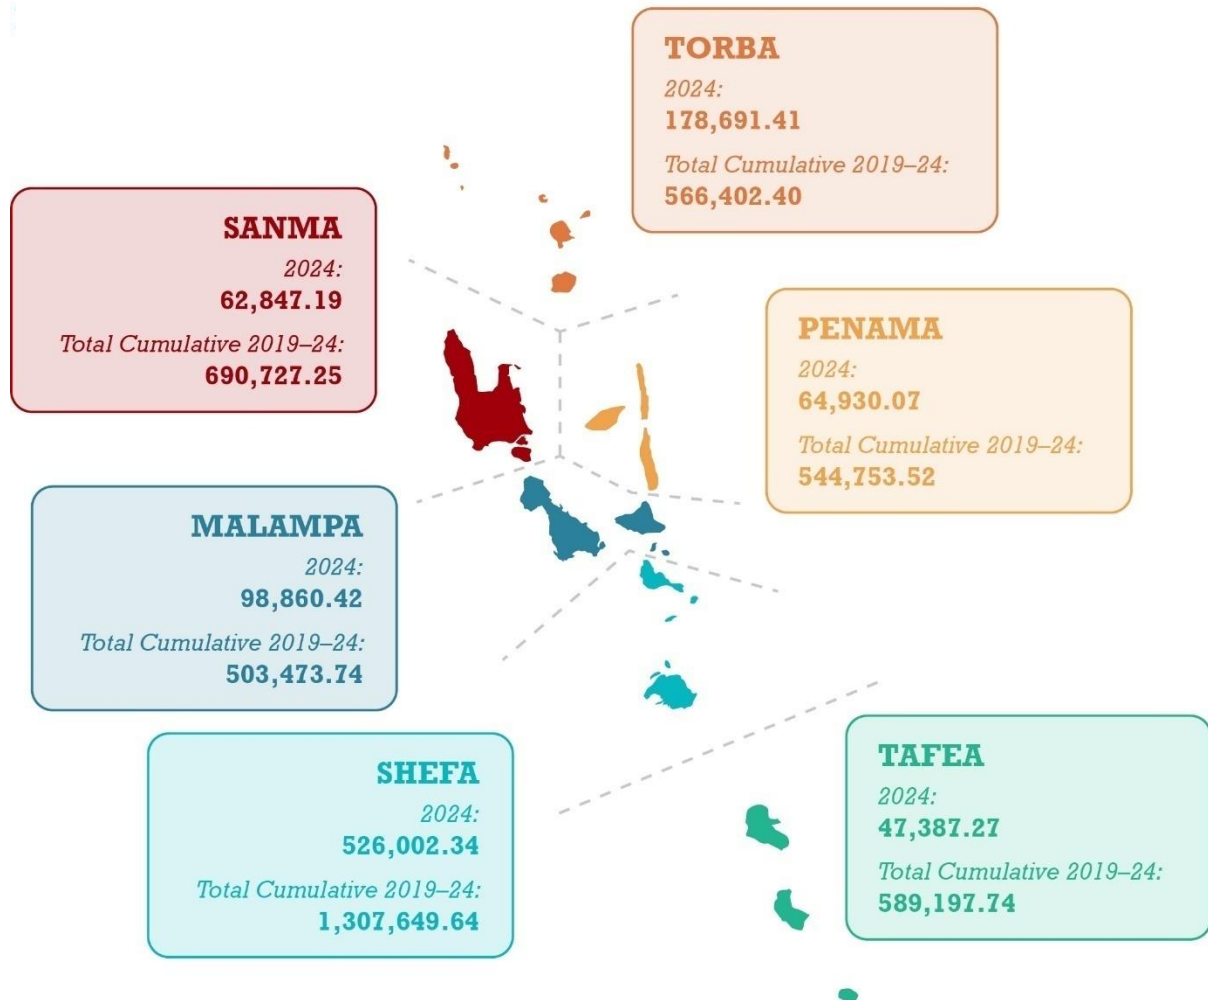 TORBA
2024:
178,691.41
Total Cumulative 2019–24:
566,402.40
SANMA
2024:
62,847.19
Total Cumulative 2019–24:
690,727.25
PENAMA
2024:
64,930.07
Total Cumulative 2019–24:
544,753.52
MALAMPA
2024:
98,860.42
Total Cumulative 2019–24:
503,473.74
SHEFA
2024:
526,002.34
Total Cumulative 2019–24:
1,307,649.64
TAFEA
2024:
47,387.27
Total Cumulative 2019–24:
589,197.74